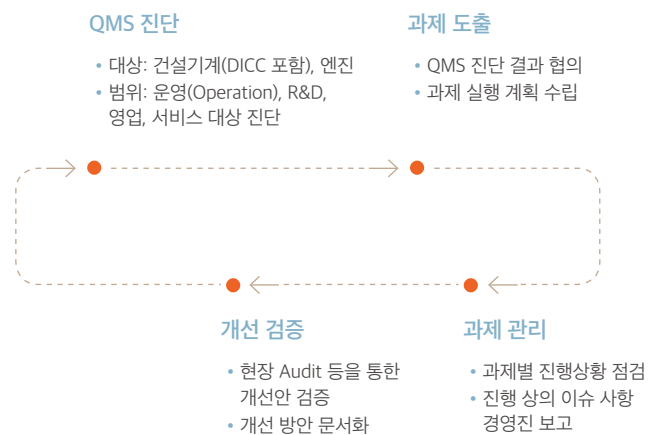 QMS 진단
• 대상: 건설기계(DICC 포함), 엔진
• 범위: 운영(Operation), R&D,
영업, 서비스 대상 진단
과제 도출
• QMS 진단 결과 협의
• 과제 실행 계획 수립
개선 검증
• 현장 Audit 등을 통한
개선안 검증
• 개선 방안 문서화
과제 관리
• 과제별 진행상황 점검
• 진행 상의 이슈 사항
경영진 보고